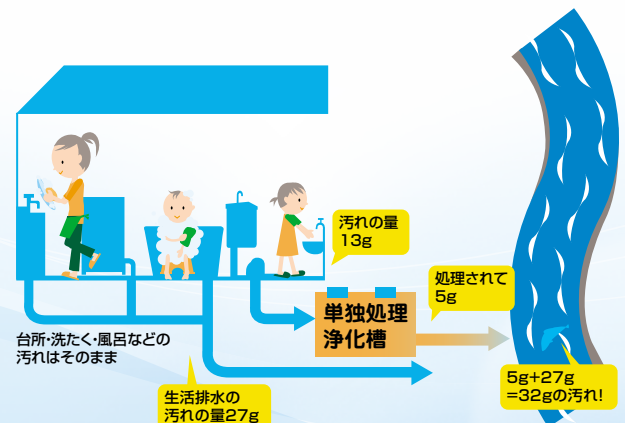 汚れの量
13g
処理されて
5g
単独処理
浄化槽
台所・洗たく・風呂などの
汚れはそのまま
生活排水の
汚れの量27g
5g+27g
=32gの汚れ!